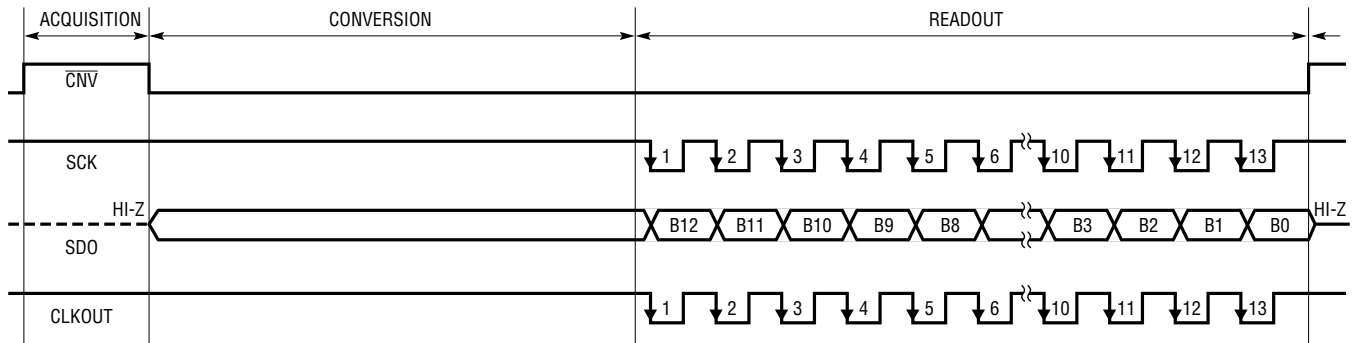 ACQUISITION CONVERSION READOUT
CNV
SCK 1 2 3 4 5 6 10 11 12 13
HI-Z B12 B11 B10 B9 B8 B3 B2 B1 B0 HI-Z
SDO
CLKOUT 1 2 3 4 5 6 10 11 12 13